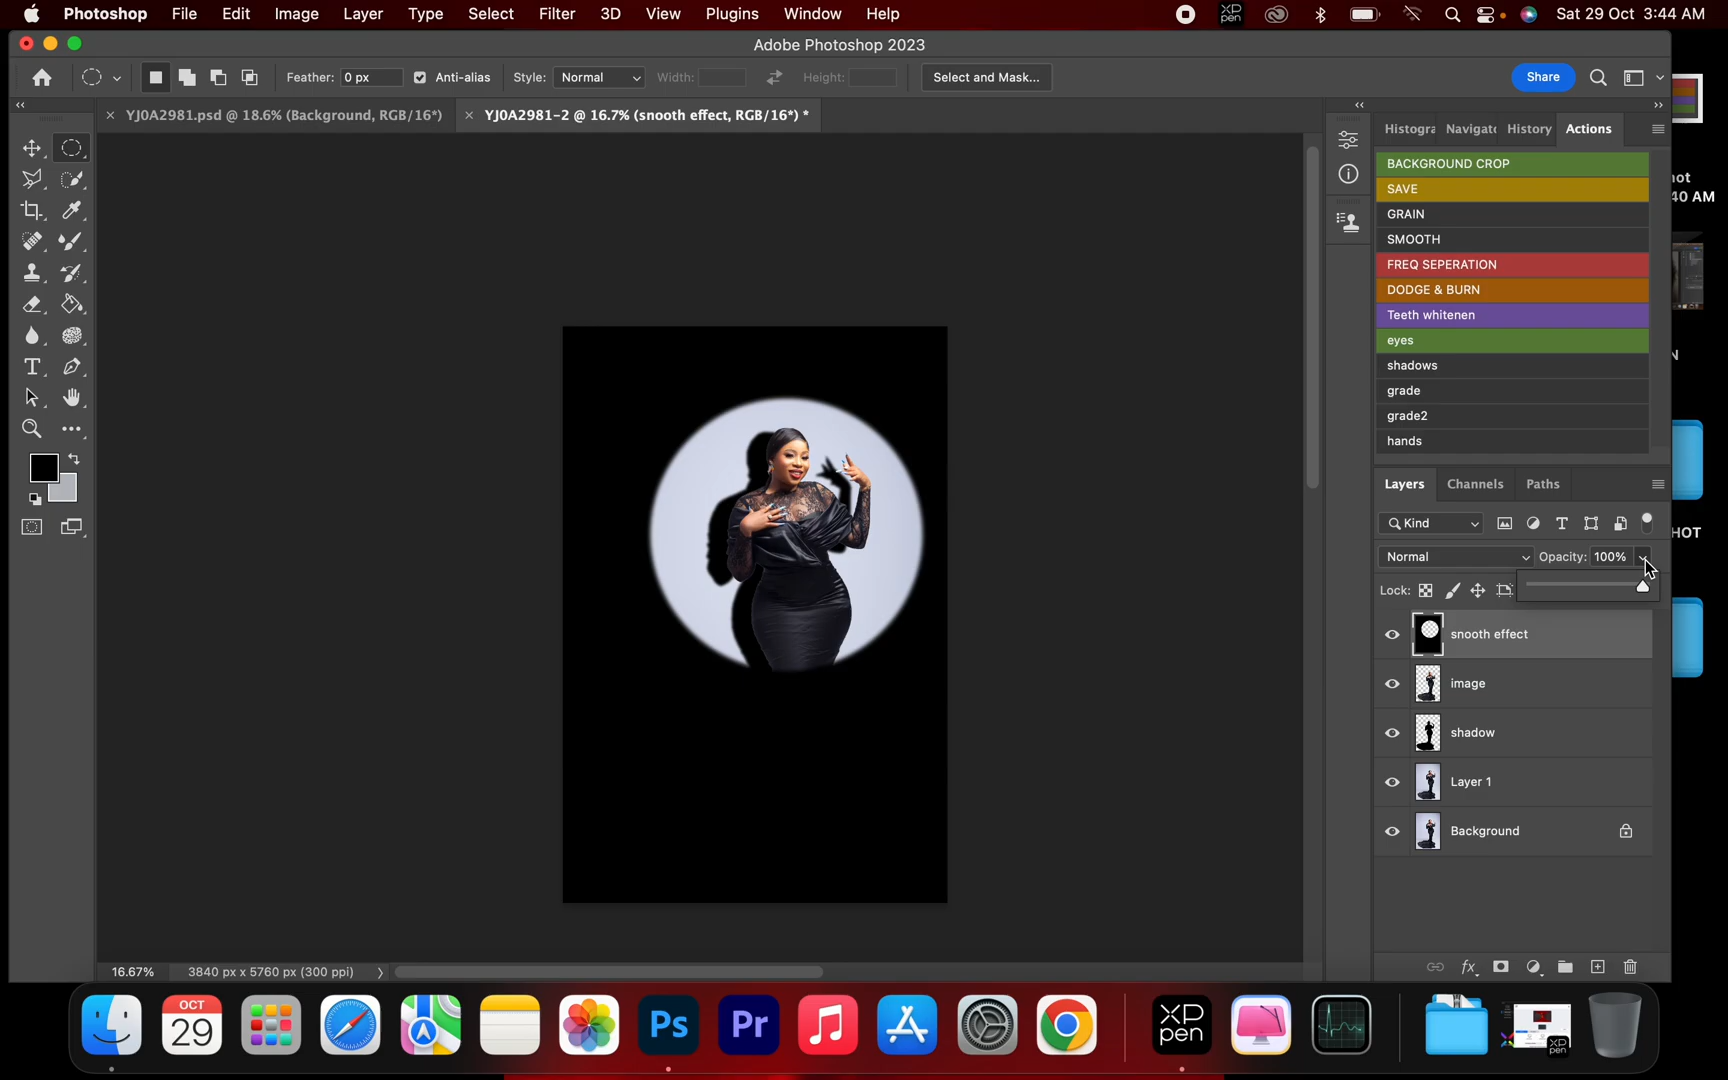 Photoshop File Edit Image Layer Type Select Filter 3D View Plugins Window Help XP pen Sat 29 Oct 3:44 AM
Adobe Photoshop 2023
Feather: 0 px Anti-alias Style: Normal Width: Height: Select and Mask... Share
× YJ0A2981.psd @ 18.6% (Background, RGB/16*) × YJ0A2981-2 @ 16.7% (snooth effect, RGB/16*) *
Histogra Navigato History Actions
BACKGROUND CROP
SAVE
GRAIN
SMOOTH
FREQ SEPERATION
DODGE & BURN
Teeth whitenen
eyes
shadows
grade
grade2
hands
Layers Channels Paths
Kind
Normal Opacity: 100%
Lock:
snooth effect
image
shadow
Layer 1
Background
16.67% 3840 px x 5760 px (300 ppi)
40 AM
HOT
OCT
29
Ps
Pr
XP
pen
XP
pen